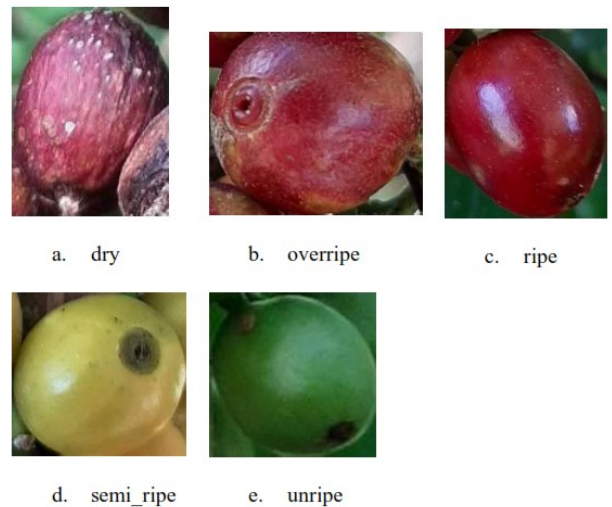 a. dry
b. overripe
c. ripe
d. semi_ripe
e. unripe